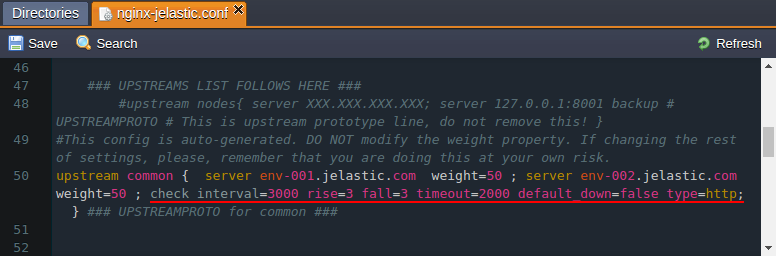 Directories nginx-jelastic.conf
Save Search Refresh
46
47 ### UPSTREAMS LIST FOLLOWS HERE ###
48 #upstream nodes{ server XXX.XXX.XXX.XXX; server 127.0.0.1:8001 backup #
UPSTREAMPROTO # This is upstream prototype line, do not remove this! }
49 #This config is auto-generated. DO NOT modify the weight property. If changing the rest
of settings, please, remember that you are doing this at your own risk.
50 upstream common { server env-001.jelastic.com weight=50 ; server env-002.jelastic.com
weight=50 ; check interval=3000 rise=3 fall=3 timeout=2000 default_down=false type=http;
} ### UPSTREAMPROTO for common ###
51
52